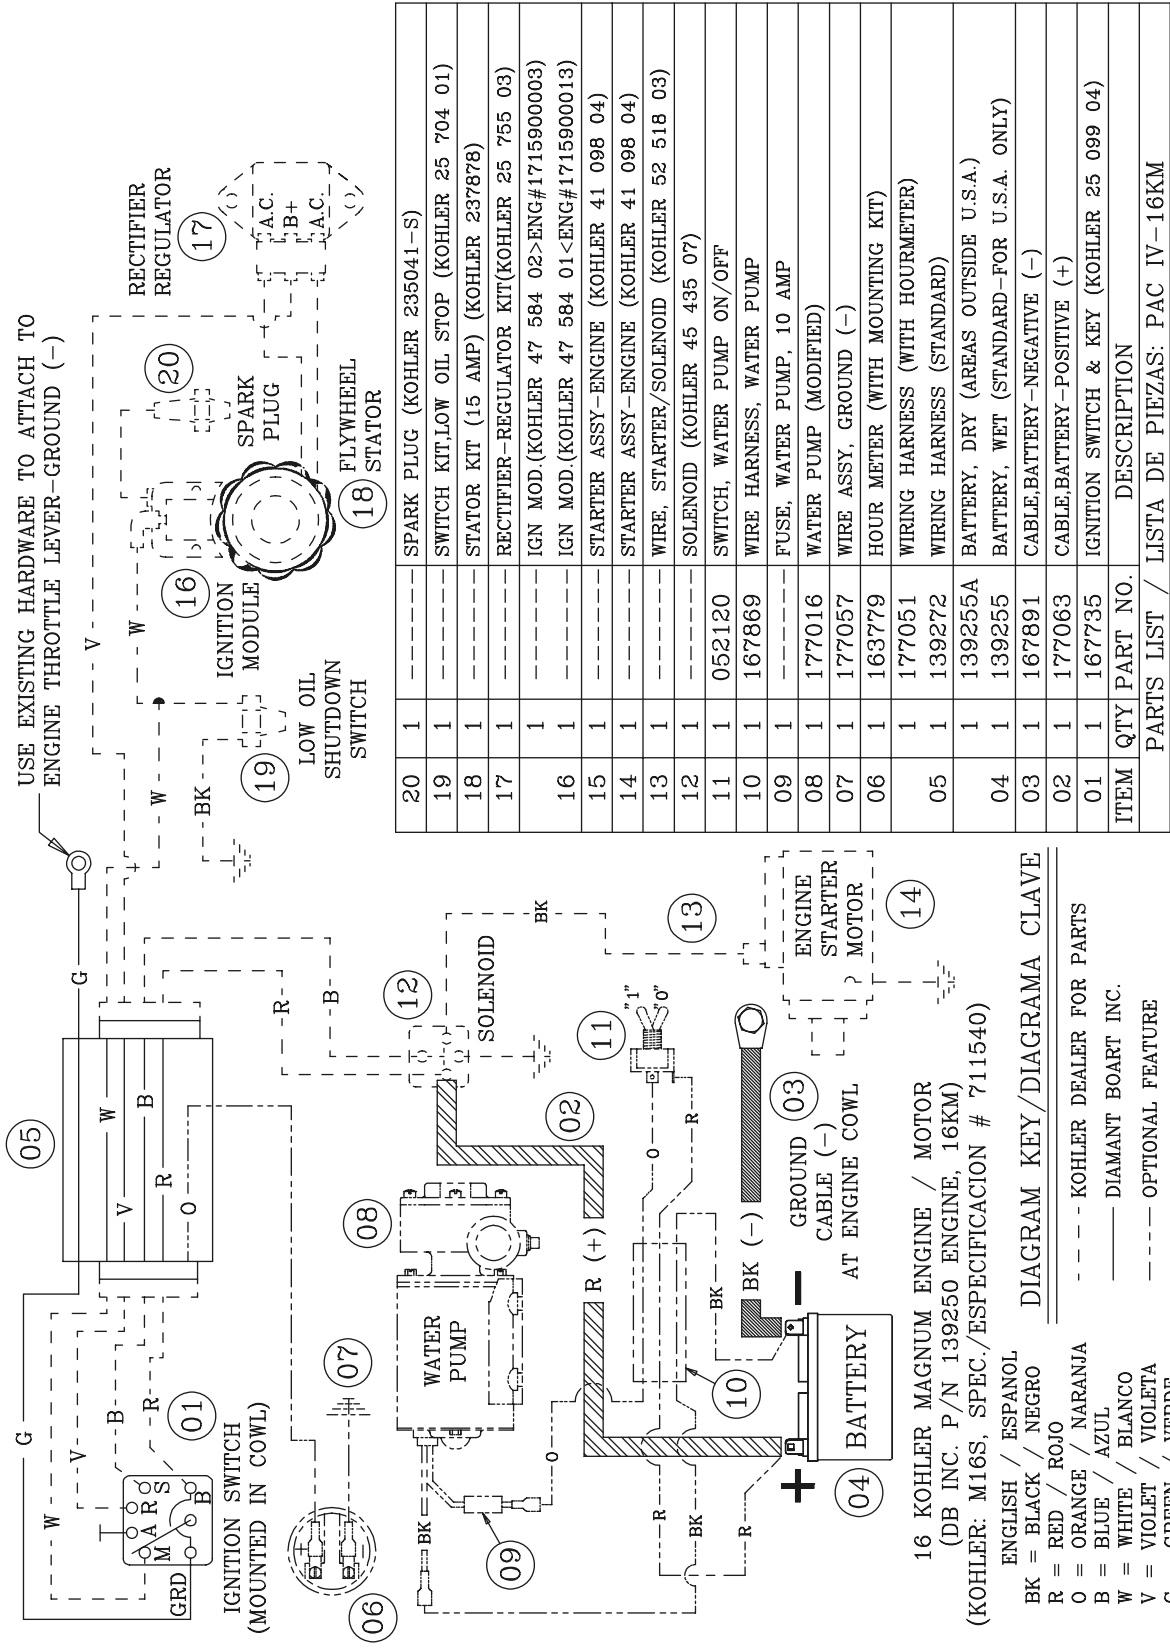 USE EXISTING HARDWARE TO ATTACH TO
ENGINE THROTTLE LEVER-GROUND (-)
G
G
05
W
V
B
R
O
W
V
B
R
01
IGNITION SWITCH
(MOUNTED IN COWL)
M A R S
B
GRD
06
07
V
W
W
BK
19
LOW OIL
SHUTDOWN
SWITCH
16
IGNITION
MODULE
20
SPARK
PLUG
18
FLYWHEEL
STATOR
RECTIFIER
REGULATOR
17
A.C.
B+
A.C.
R
B
12
SOLENOID
BK
13
ENGINE
STARTER
MOTOR
14
08
WATER
PUMP
02
R (+)
11
"1"
"0"
O
R
03
GROUND
CABLE (-)
AT ENGINE COWL
BK (-)
BK
10
09
BK
O
R
BK
R
+
-
BATTERY
04
16 KOHLER MAGNUM ENGINE / MOTOR
(DB INC. P/N 139250 ENGINE, 16KM)
(KOHLER: M16S, SPEC./ESPECIFICACION # 711540)
ENGLISH / ESPANOL
BK = BLACK / NEGRO
R = RED / ROJO
O = ORANGE / NARANJA
B = BLUE / AZUL
W = WHITE / BLANCO
V = VIOLET / VIOLETA
DIAGRAM KEY/DIAGRAMA CLAVE
- - - - KOHLER DEALER FOR PARTS
——— DIAMANT BOART INC.
—---— OPTIONAL FEATURE
20 1 ------ SPARK PLUG (KOHLER 235041-S)
19 1 ------ SWITCH KIT,LOW OIL STOP (KOHLER 25 704 01)
18 1 ------ STATOR KIT (15 AMP) (KOHLER 237878)
17 1 ------ RECTIFIER-REGULATOR KIT(KOHLER 25 755 03)
1 ------ IGN MOD.(KOHLER 47 584 02>ENG#1715900003)
16 1 ------ IGN MOD.(KOHLER 47 584 01<ENG#1715900013)
15 1 ------ STARTER ASSY-ENGINE (KOHLER 41 098 04)
14 1 ------ STARTER ASSY-ENGINE (KOHLER 41 098 04)
13 1 ------ WIRE, STARTER/SOLENOID (KOHLER 52 518 03)
12 1 ------ SOLENOID (KOHLER 45 435 07)
11 1 052120 SWITCH, WATER PUMP ON/OFF
10 1 167869 WIRE HARNESS, WATER PUMP
09 1 ------ FUSE, WATER PUMP, 10 AMP
08 1 177016 WATER PUMP (MODIFIED)
07 1 177057 WIRE ASSY, GROUND (-)
06 1 163779 HOUR METER (WITH MOUNTING KIT)
1 177051 WIRING HARNESS (WITH HOURMETER)
05 1 139272 WIRING HARNESS (STANDARD)
1 139255A BATTERY, DRY (AREAS OUTSIDE U.S.A.)
04 1 139255 BATTERY, WET (STANDARD-FOR U.S.A. ONLY)
03 1 167891 CABLE,BATTERY-NEGATIVE (-)
02 1 177063 CABLE,BATTERY-POSITIVE (+)
01 1 167735 IGNITION SWITCH & KEY (KOHLER 25 099 04)
ITEM QTY PART NO. DESCRIPTION
PARTS LIST / LISTA DE PIEZAS: PAC IV-16KM